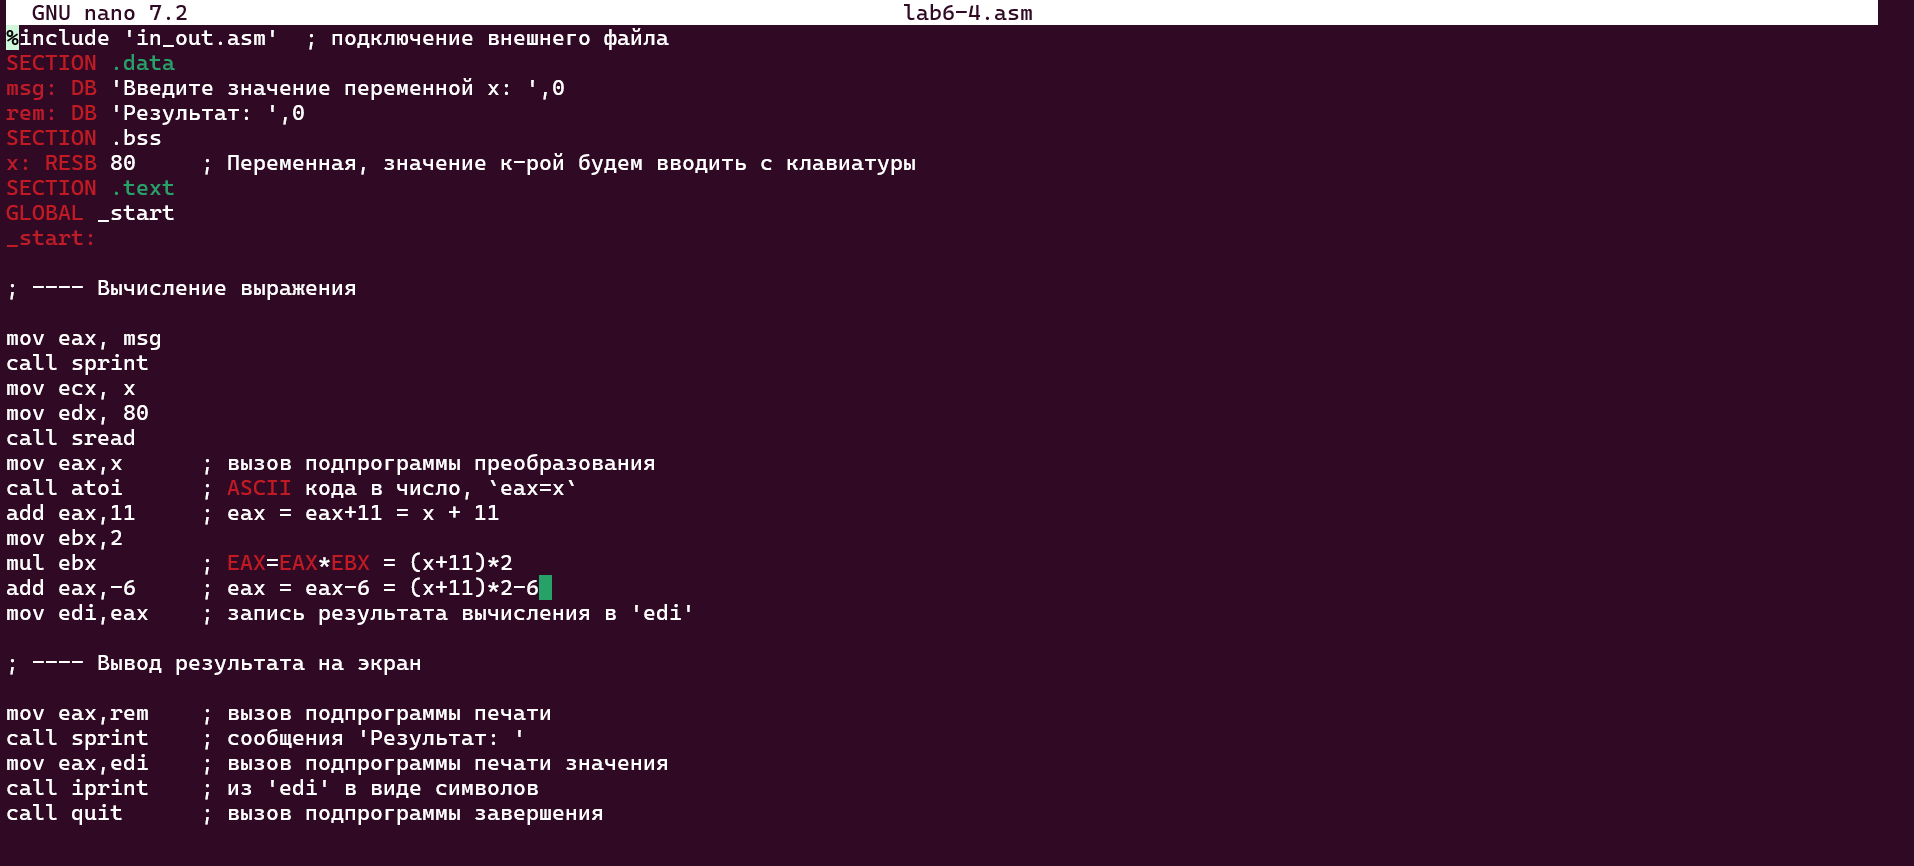 GNU nano 7.2 lab6-4.asm
%include 'in_out.asm'  ; подключение внешнего файла
SECTION .data
msg: DB 'Введите значение переменной x: ',0
rem: DB 'Результат: ',0
SECTION .bss
x: RESB 80     ; Переменная, значение к-рой будем вводить с клавиатуры
SECTION .text
GLOBAL _start
_start:
; ---- Вычисление выражения
mov eax, msg
call sprint
mov ecx, x
mov edx, 80
call sread
mov eax,x      ; вызов подпрограммы преобразования
call atoi      ; ASCII кода в число, `eax=x`
add eax,11     ; eax = eax+11 = x + 11
mov ebx,2
mul ebx        ; EAX=EAX*EBX = (x+11)*2
add eax,-6     ; eax = eax-6 = (x+11)*2-6
mov edi,eax    ; запись результата вычисления в 'edi'
; ---- Вывод результата на экран
mov eax,rem    ; вызов подпрограммы печати
call sprint    ; сообщения 'Результат: '
mov eax,edi    ; вызов подпрограммы печати значения
call iprint    ; из 'edi' в виде символов
call quit      ; вызов подпрограммы завершения